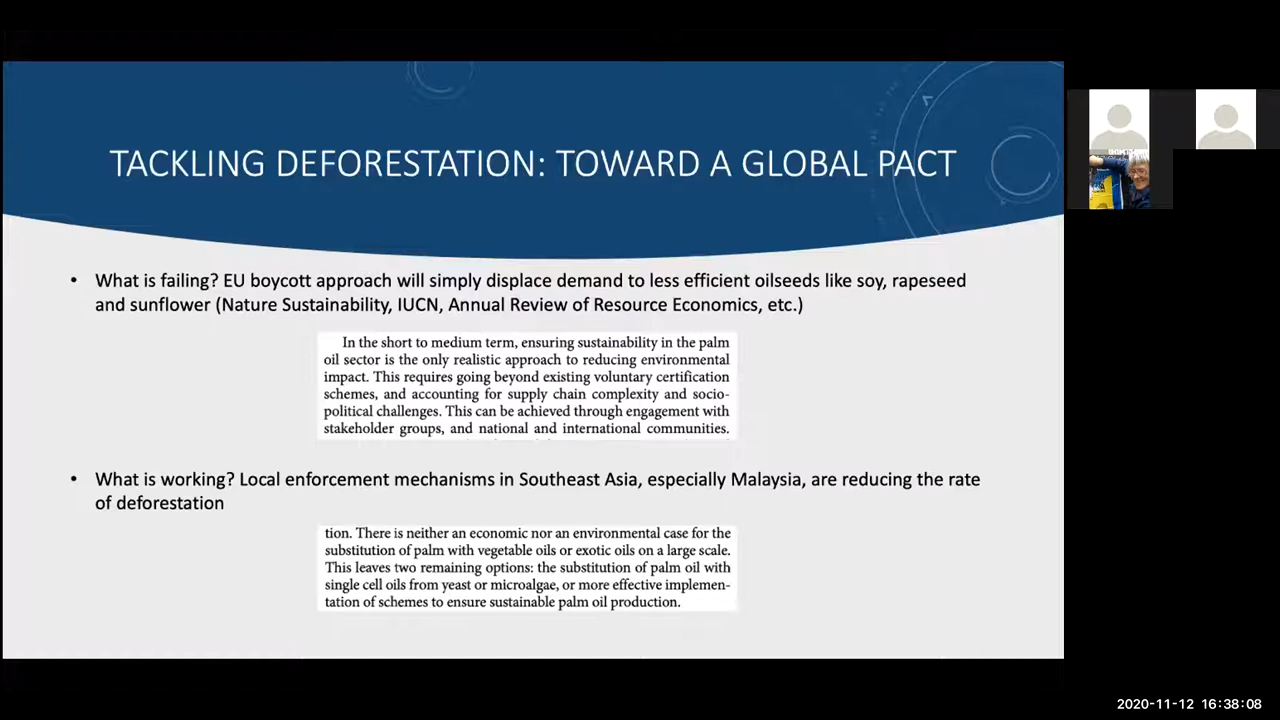 TACKLING DEFORESTATION: TOWARD A GLOBAL PACT
• What is failing? EU boycott approach will simply displace demand to less efficient oilseeds like soy, rapeseed
and sunflower (Nature Sustainability, IUCN, Annual Review of Resource Economics, etc.)
In the short to medium term, ensuring sustainability in the palm
oil sector is the only realistic approach to reducing environmental
impact. This requires going beyond existing voluntary certification
schemes, and accounting for supply chain complexity and socio-
political challenges. This can be achieved through engagement with
stakeholder groups, and national and international communities.
• What is working? Local enforcement mechanisms in Southeast Asia, especially Malaysia, are reducing the rate
of deforestation
tion. There is neither an economic nor an environmental case for the
substitution of palm with vegetable oils or exotic oils on a large scale.
This leaves two remaining options: the substitution of palm oil with
single cell oils from yeast or microalgae, or more effective implemen-
tation of schemes to ensure sustainable palm oil production.
2020-11-12 16:38:08